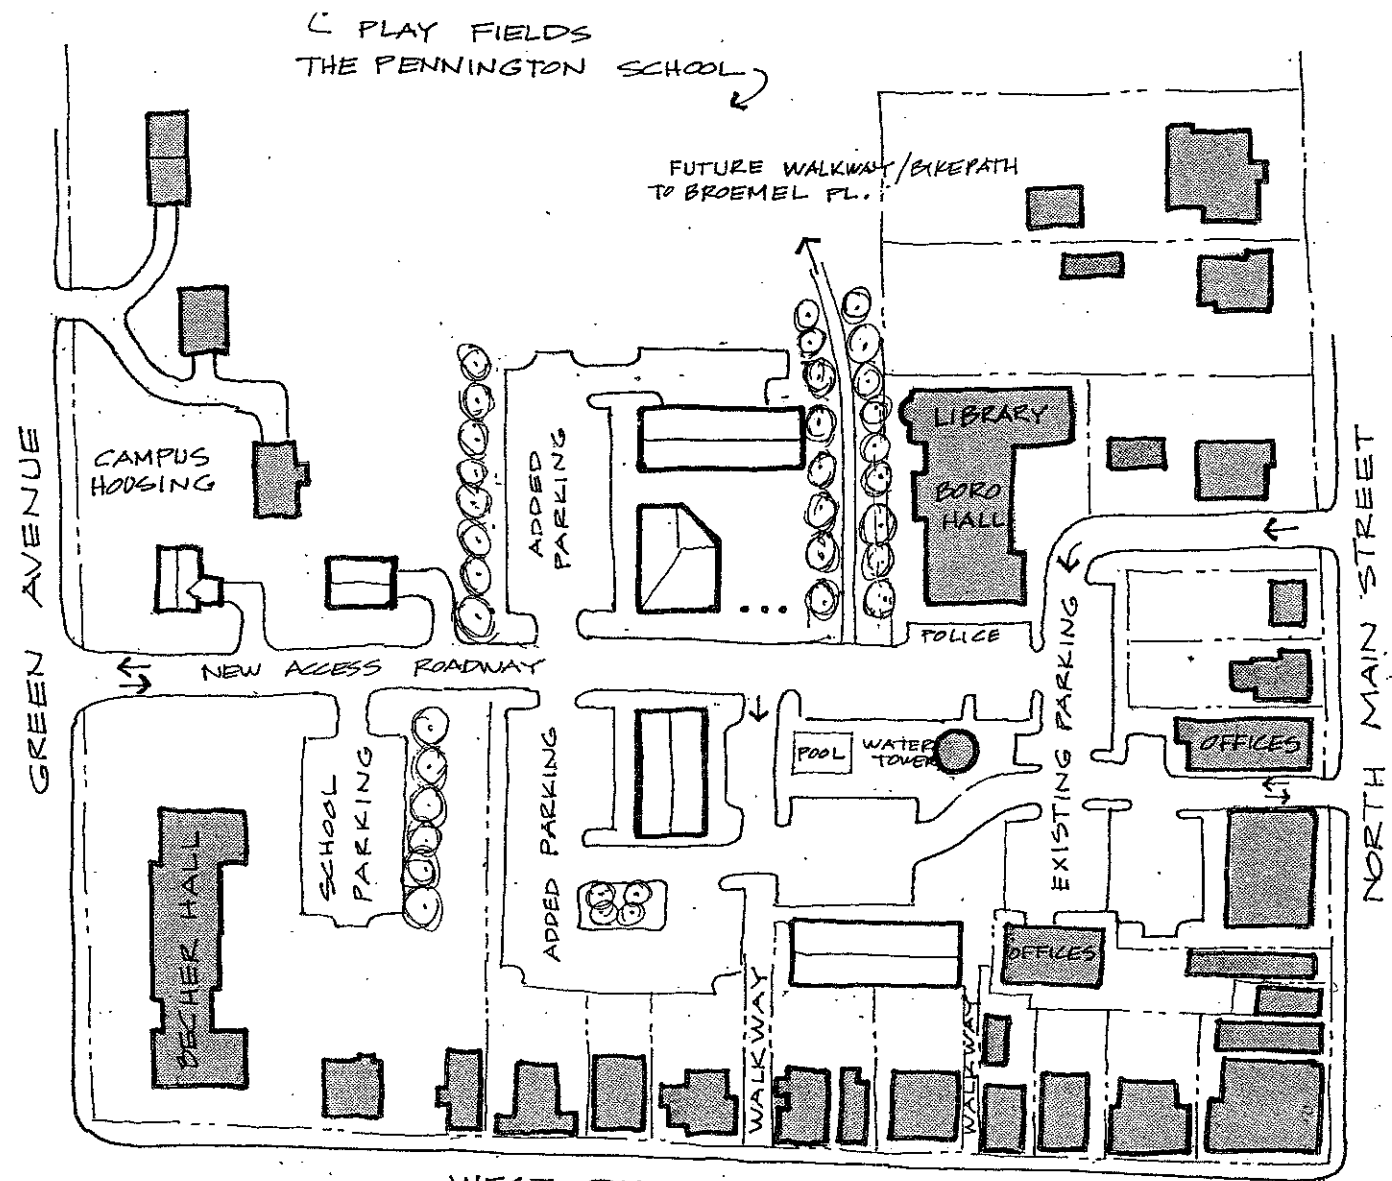 ℄ PLAY FIELDS
THE PENNINGTON SCHOOL
FUTURE WALKWAY/BIKEPATH
TO BROEMEL PL.
LIBRARY
BORO
HALL
POLICE
CAMPUS
HOUSING
GREEN AVENUE
ADDED
PARKING
NORTH MAIN STREET
NEW ACCESS ROADWAY
EXISTING PARKING
OFFICES
POOL
WATER
TOWER
SCHOOL
PARKING
ADDED PARKING
BECHER HALL
OFFICES
WALKWAY
WALKWAY
WEST